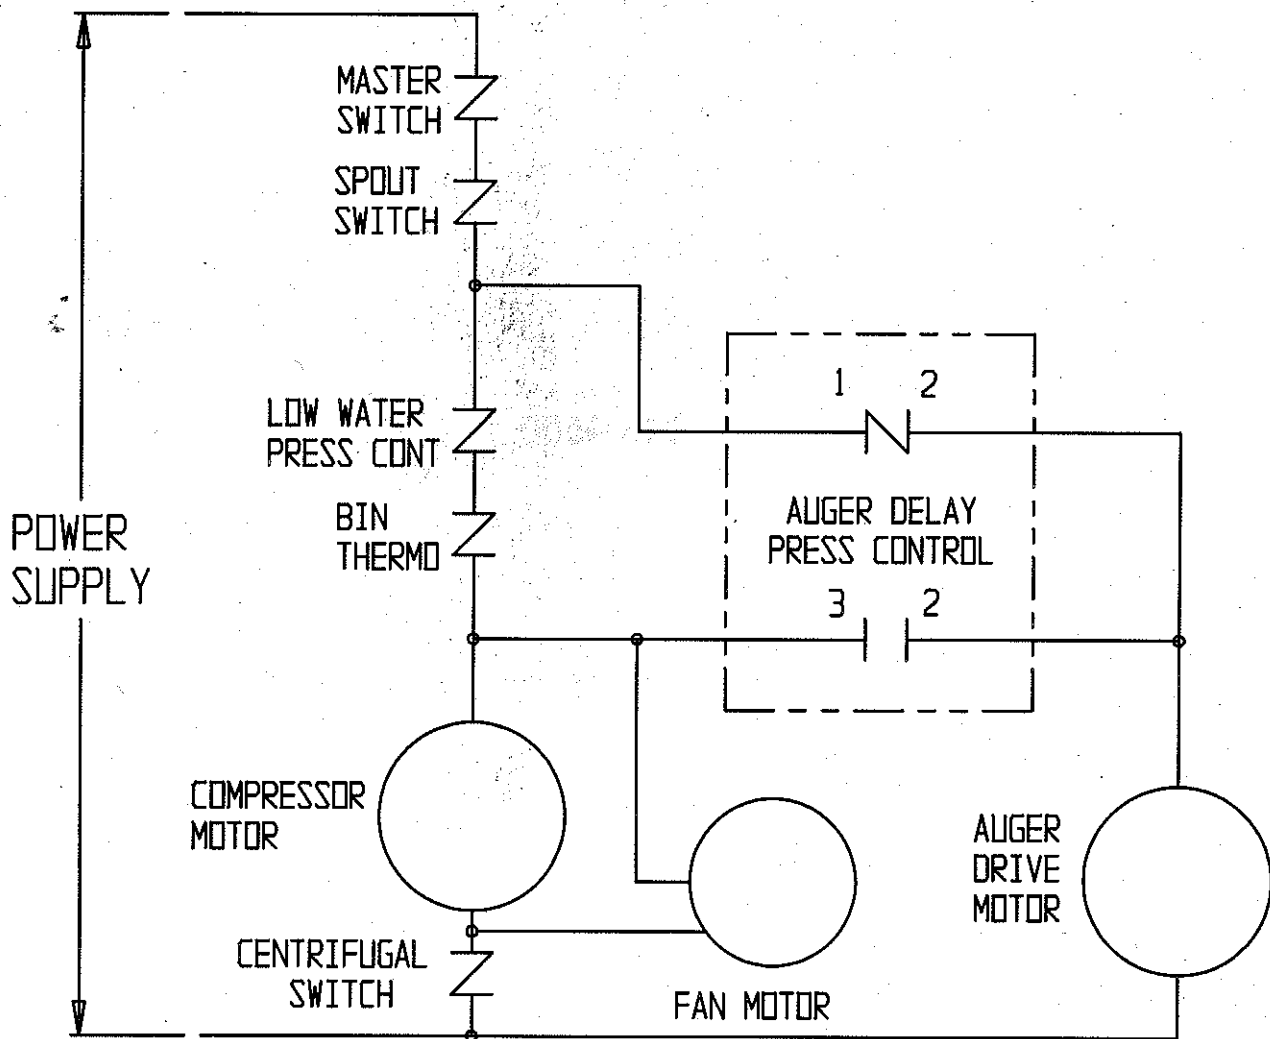 MASTER
SWITCH
SPOUT
SWITCH
LOW WATER
PRESS CONT
BIN
THERMO
POWER
SUPPLY
1 2
AUGER DELAY
PRESS CONTROL
3 2
COMPRESSOR
MOTOR
AUGER
DRIVE
MOTOR
CENTRIFUGAL
SWITCH
FAN MOTOR